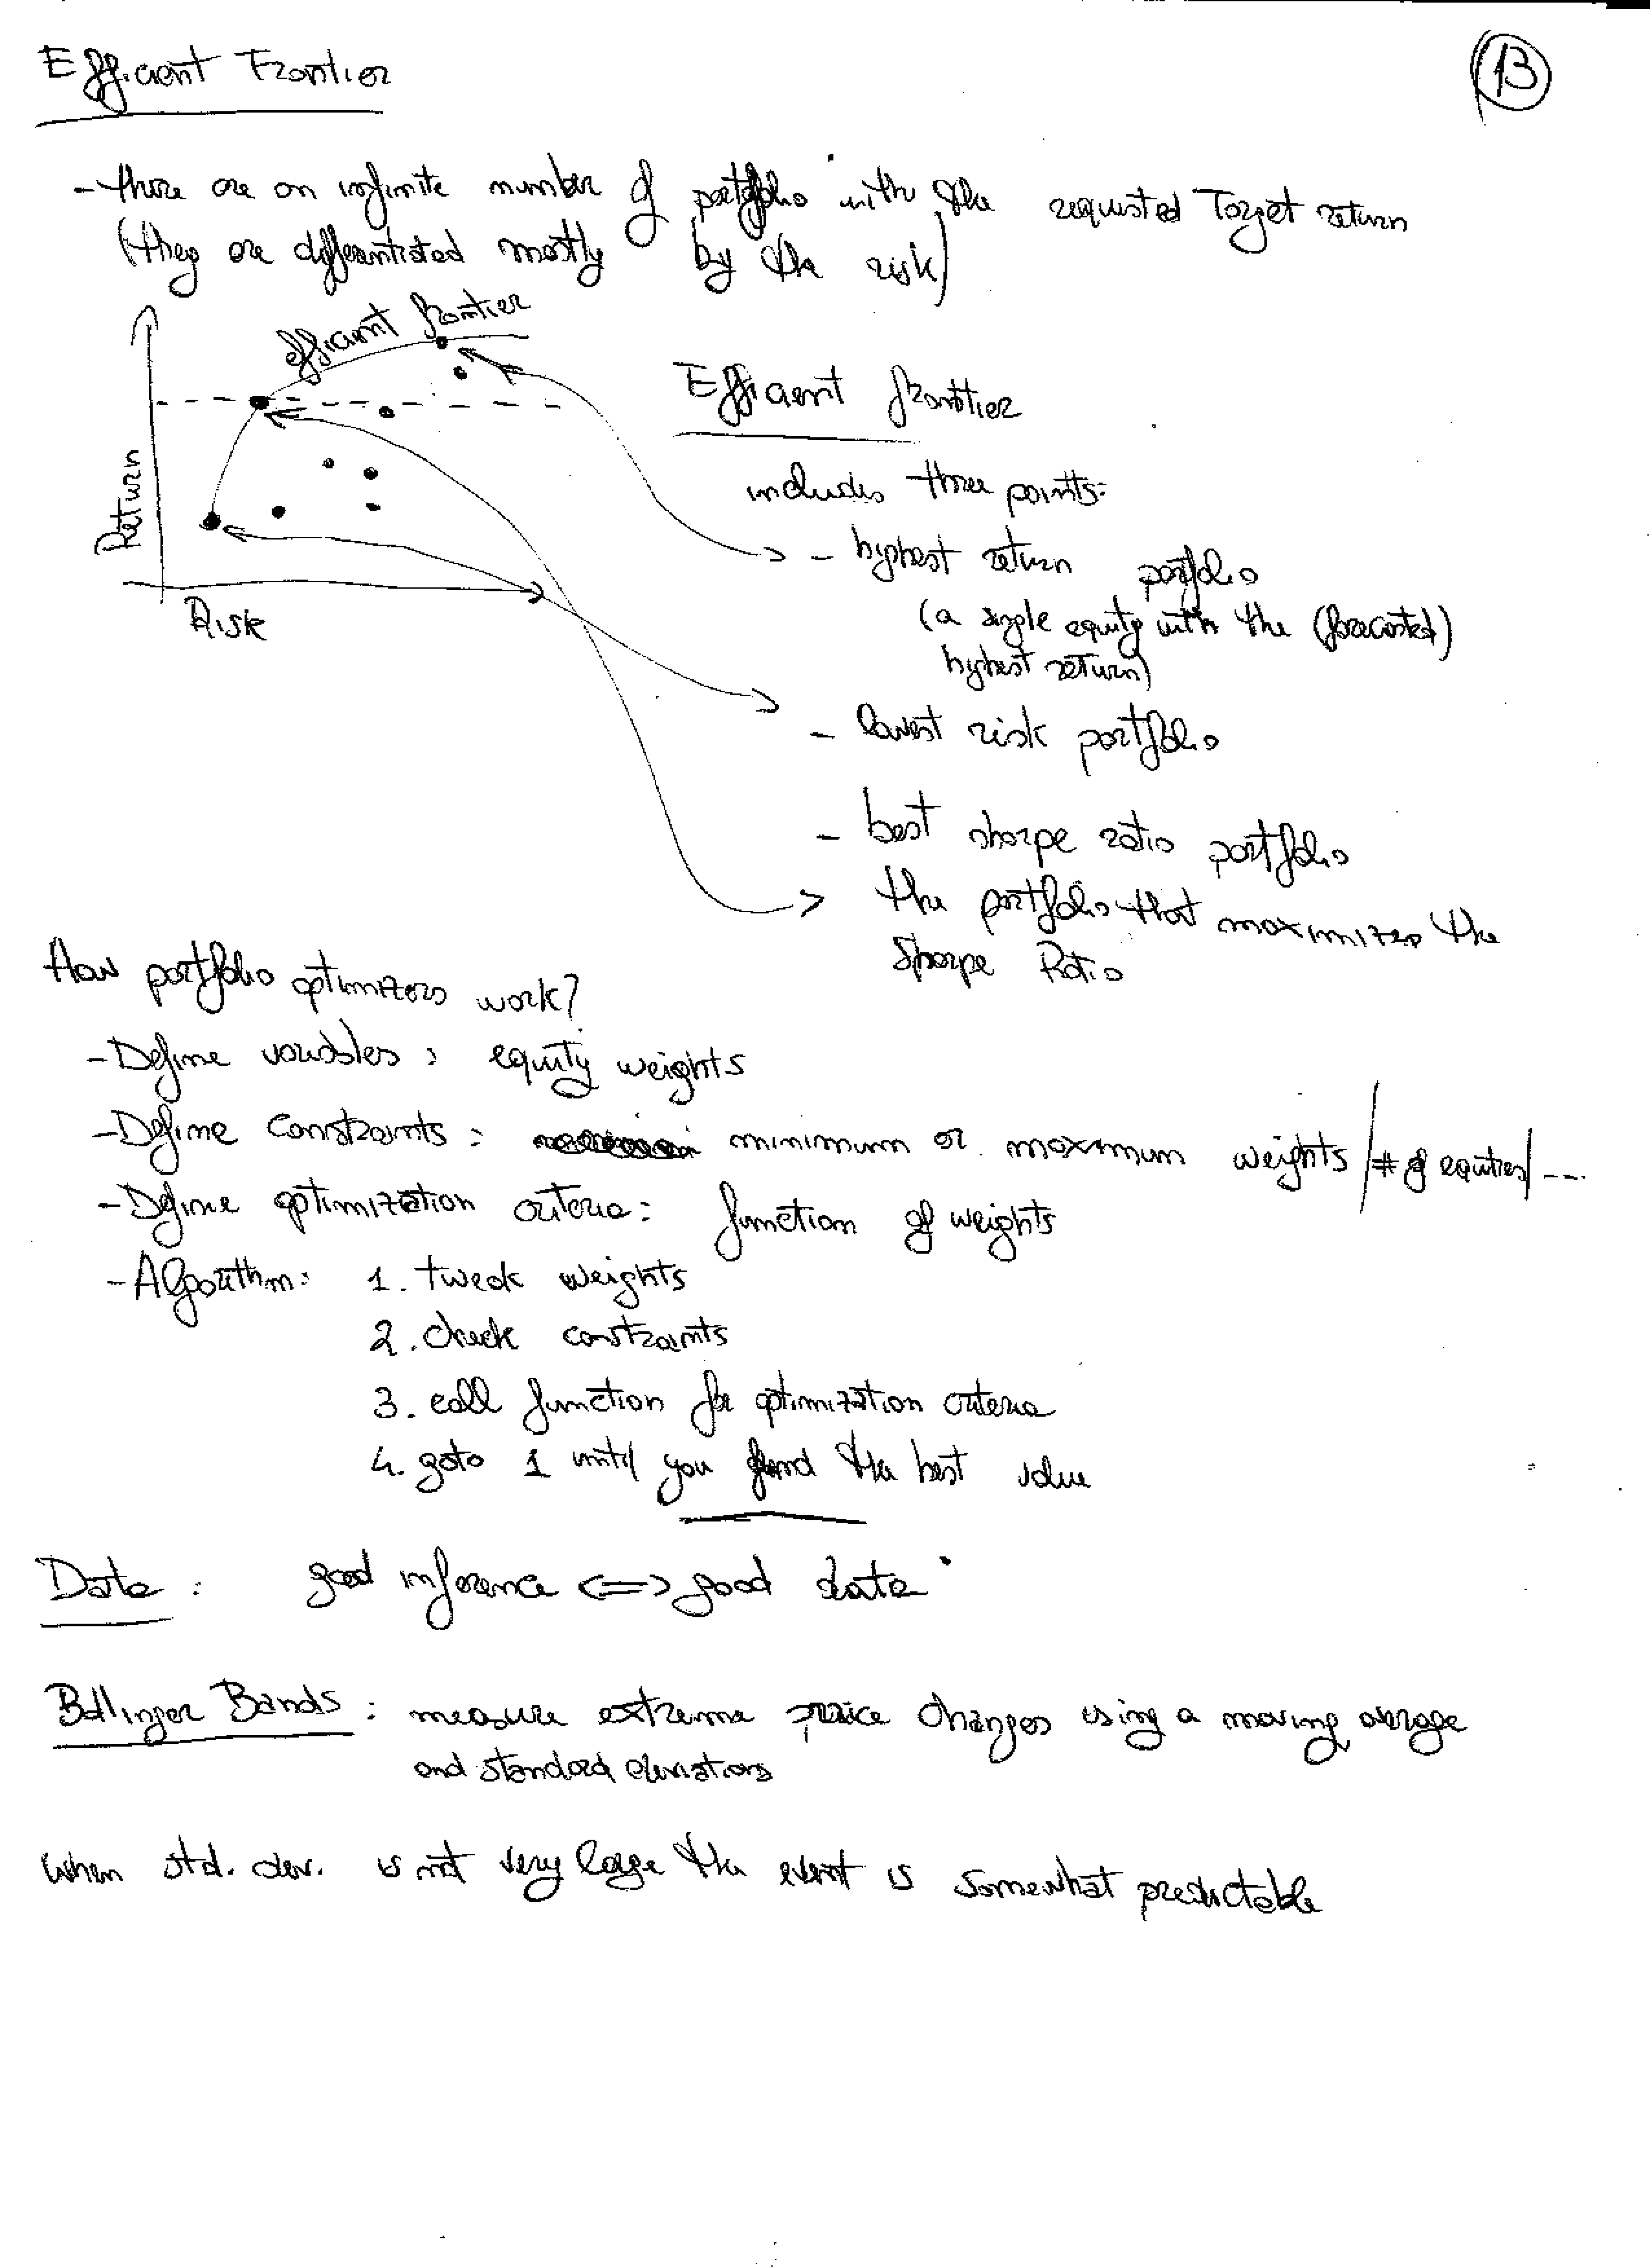 Efficient Frontier
13
- there are an infinite number of portfolio with the requested Target return
(they are differentiated mostly by the risk)
efficient frontier
Return
Risk
Efficient frontier
includes three points:
- highest return portfolio
(a single equity with the (forecasted)
highest return)
- lowest risk portfolio
- best sharpe ratio portfolio
the portfolio that maximizes the
Sharpe Ratio
How portfolio optimizers work?
- Define variables : equity weights
- Define constraints : minimum or maximum weights / # of equities / ...
- Define optimization criteria : function of weights
- Algorithm : 1. tweak weights
2. check constraints
3. call function for optimization criteria
4. goto 1 until you find the best value
Data : good inference <=> good data
Bollinger Bands : measure extreme price changes using a moving average
and standard deviations
When std. dev. is not very large the event is somewhat predictable